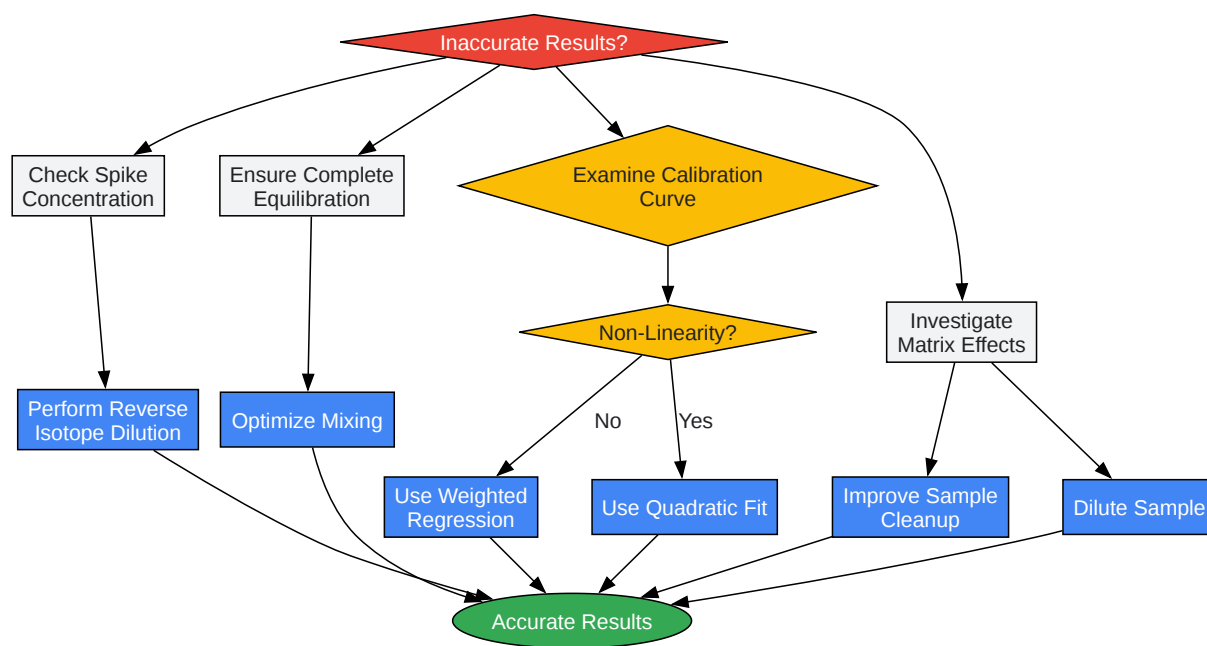 Inaccurate Results?
Check Spike
Concentration
Ensure Complete
Equilibration
Examine Calibration
Curve
Non-Linearity?
Investigate
Matrix Effects
Perform Reverse
Isotope Dilution
Optimize Mixing
No
Yes
Use Weighted
Regression
Use Quadratic Fit
Improve Sample
Cleanup
Dilute Sample
Accurate Results